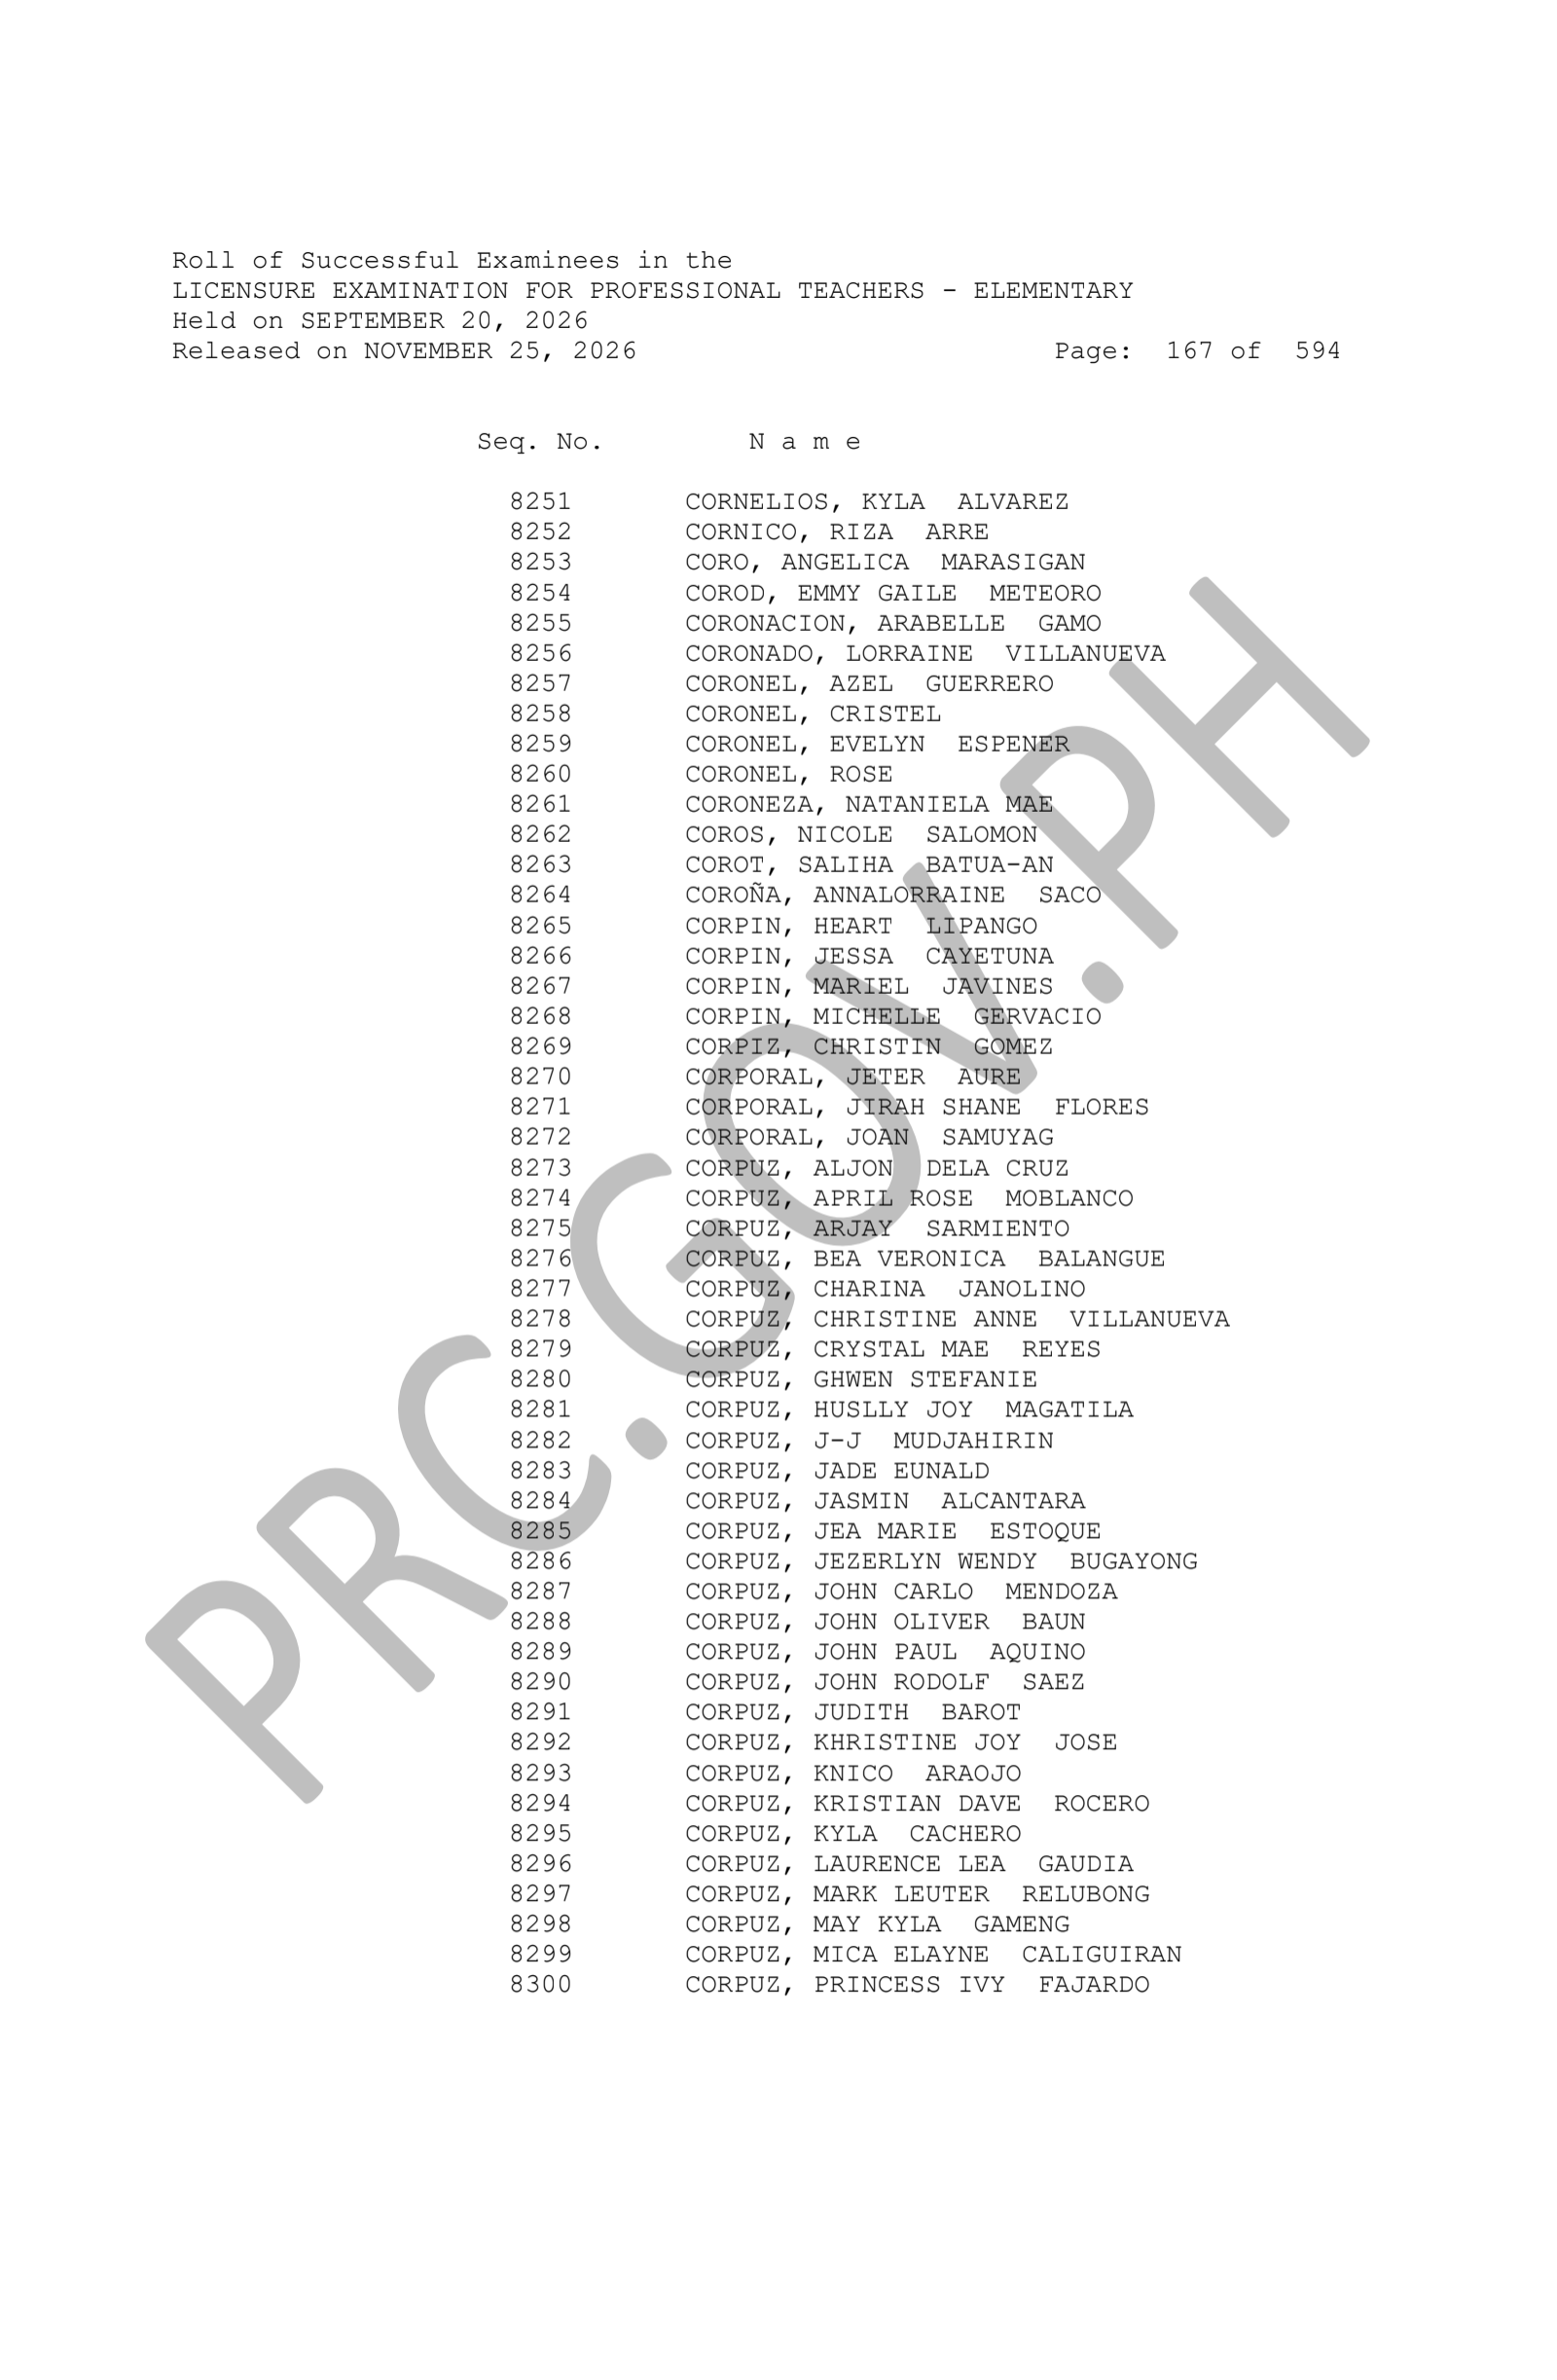 Roll of Successful Examinees in the
LICENSURE EXAMINATION FOR PROFESSIONAL TEACHERS - ELEMENTARY
Held on SEPTEMBER 20, 2026
Released on NOVEMBER 25, 2026 Page: 167 of 594
Seq. No. N a m e
8251 CORNELIOS, KYLA ALVAREZ
8252 CORNICO, RIZA ARRE
8253 CORO, ANGELICA MARASIGAN
8254 COROD, EMMY GAILE METEORO
8255 CORONACION, ARABELLE GAMO
8256 CORONADO, LORRAINE VILLANUEVA
8257 CORONEL, AZEL GUERRERO
8258 CORONEL, CRISTEL
8259 CORONEL, EVELYN ESPENER
8260 CORONEL, ROSE
8261 CORONEZA, NATANIELA MAE
8262 COROS, NICOLE SALOMON
8263 COROT, SALIHA BATUA-AN
8264 COROÑA, ANNALORRAINE SACO
8265 CORPIN, HEART LIPANGO
8266 CORPIN, JESSA CAYETUNA
8267 CORPIN, MARIEL JAVINES
8268 CORPIN, MICHELLE GERVACIO
8269 CORPIZ, CHRISTIN GOMEZ
8270 CORPORAL, JETER AURE
8271 CORPORAL, JIRAH SHANE FLORES
8272 CORPORAL, JOAN SAMUYAG
8273 CORPUZ, ALJON DELA CRUZ
8274 CORPUZ, APRIL ROSE MOBLANCO
8275 CORPUZ, ARJAY SARMIENTO
8276 CORPUZ, BEA VERONICA BALANGUE
8277 CORPUZ, CHARINA JANOLINO
8278 CORPUZ, CHRISTINE ANNE VILLANUEVA
8279 CORPUZ, CRYSTAL MAE REYES
8280 CORPUZ, GHWEN STEFANIE
8281 CORPUZ, HUSLLY JOY MAGATILA
8282 CORPUZ, J-J MUDJAHIRIN
8283 CORPUZ, JADE EUNALD
8284 CORPUZ, JASMIN ALCANTARA
8285 CORPUZ, JEA MARIE ESTOQUE
8286 CORPUZ, JEZERLYN WENDY BUGAYONG
8287 CORPUZ, JOHN CARLO MENDOZA
8288 CORPUZ, JOHN OLIVER BAUN
8289 CORPUZ, JOHN PAUL AQUINO
8290 CORPUZ, JOHN RODOLF SAEZ
8291 CORPUZ, JUDITH BAROT
8292 CORPUZ, KHRISTINE JOY JOSE
8293 CORPUZ, KNICO ARAOJO
8294 CORPUZ, KRISTIAN DAVE ROCERO
8295 CORPUZ, KYLA CACHERO
8296 CORPUZ, LAURENCE LEA GAUDIA
8297 CORPUZ, MARK LEUTER RELUBONG
8298 CORPUZ, MAY KYLA GAMENG
8299 CORPUZ, MICA ELAYNE CALIGUIRAN
8300 CORPUZ, PRINCESS IVY FAJARDO
PRC.GOV.PH